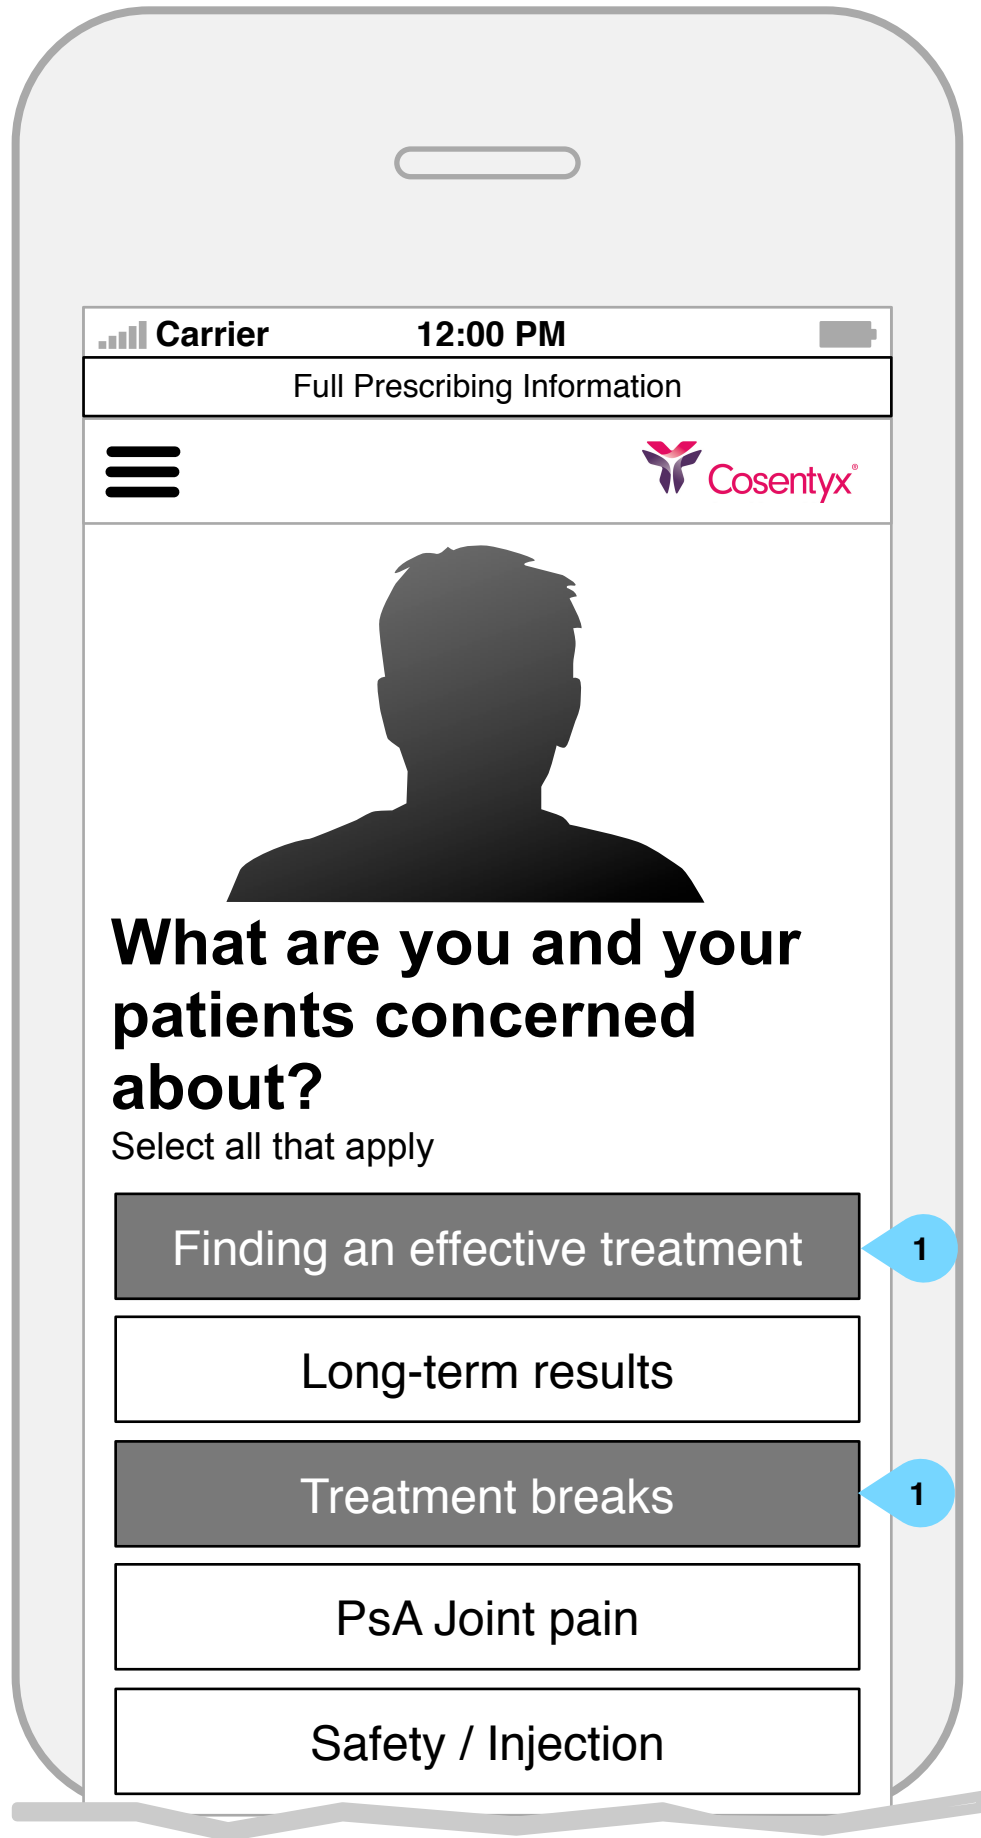 Carrier 12:00 PM
Full Prescribing Information
Cosentyx®
What are you and your
patients concerned
about?
Select all that apply
Finding an effective treatment 1
Long-term results
Treatment breaks 1
PsA Joint pain
Safety / Injection